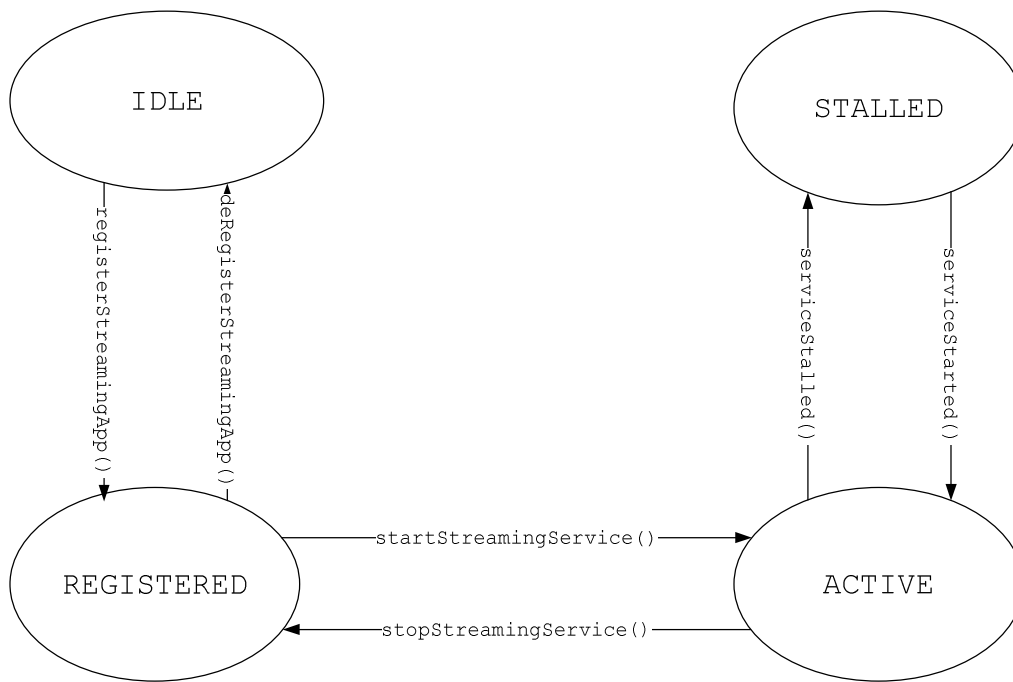 IDLE
STALLED
registerStreamingApp()
deRegisterStreamingApp()
serviceStalled()
serviceStarted()
startStreamingService()
REGISTERED
ACTIVE
stopStreamingService()